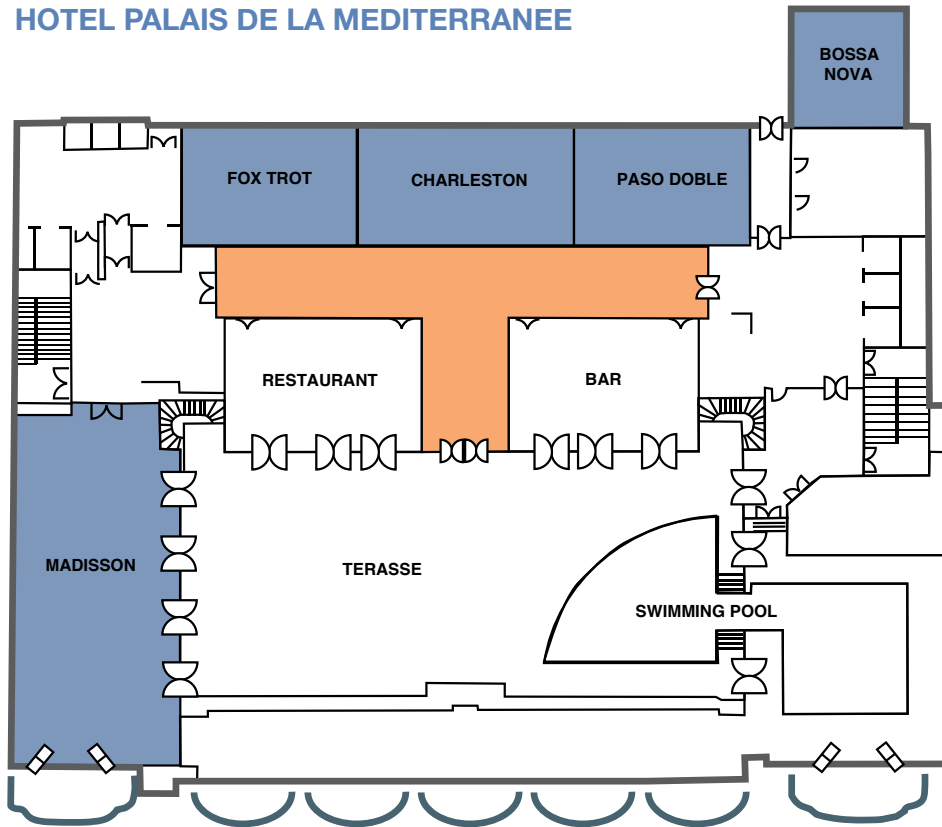 HOTEL PALAIS DE LA MEDITERRANEE
BOSSA
NOVA
FOX TROT
CHARLESTON
PASO DOBLE
RESTAURANT
BAR
MADISSON
TERASSE
SWIMMING POOL